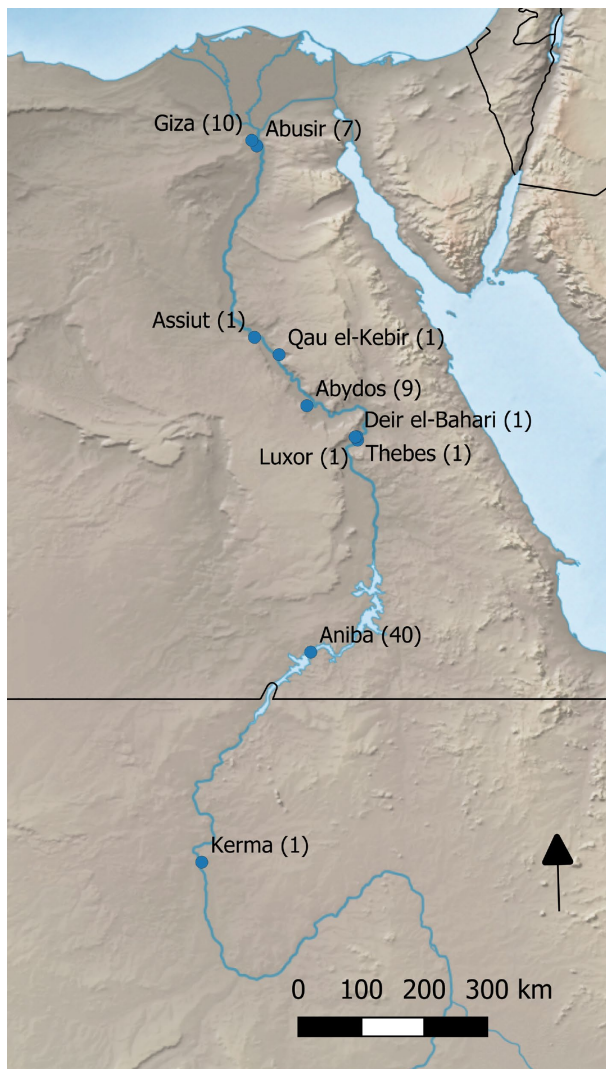 Giza (10)
Abusir (7)
Assiut (1)
Qau el-Kebir (1)
Abydos (9)
Deir el-Bahari (1)
Luxor (1)
Thebes (1)
Aniba (40)
Kerma (1)
0 100 200 300 km